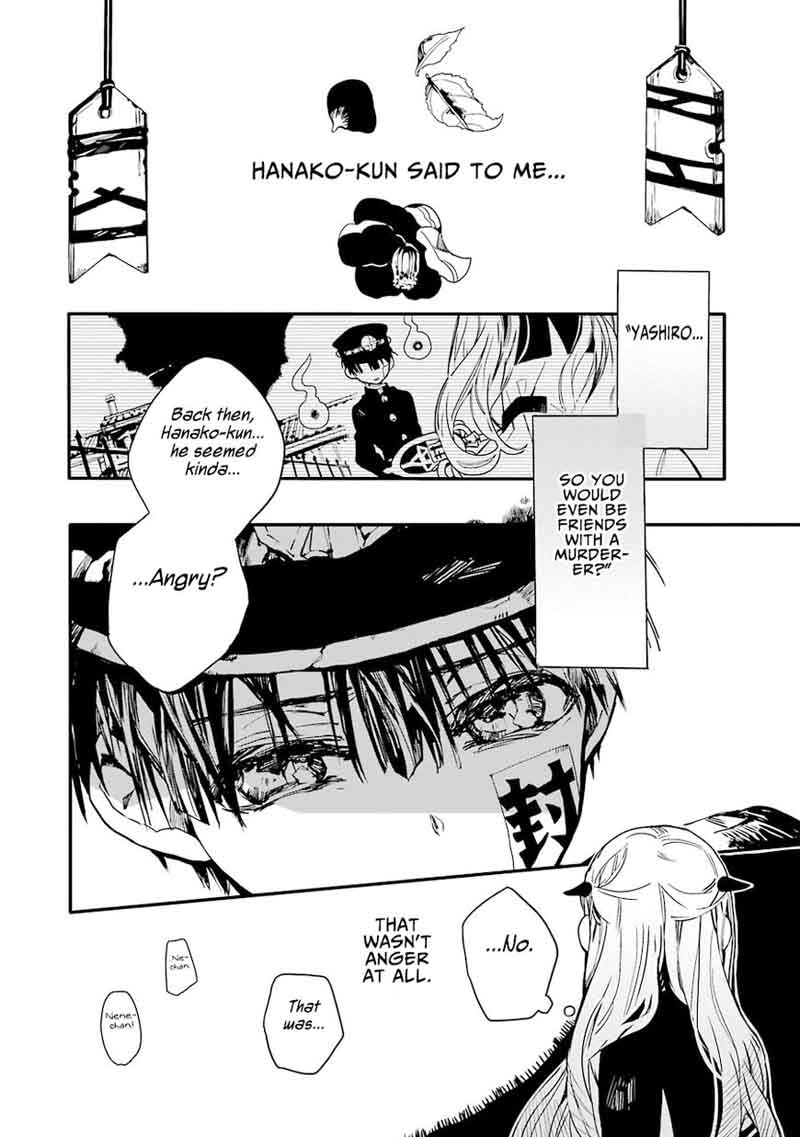 HANAKO-KUN SAID TO ME...
"YASHIRO...
SO YOU
WOULD
EVEN BE
FRIENDS
WITH A
MURDER-
ER?"
Back then,
Hanako-kun...
he seemed
kinda...
...Angry?
封
...No.
THAT
WASN'T
ANGER
AT ALL.
That
was...
Ne-
chan
Nene-
chan!